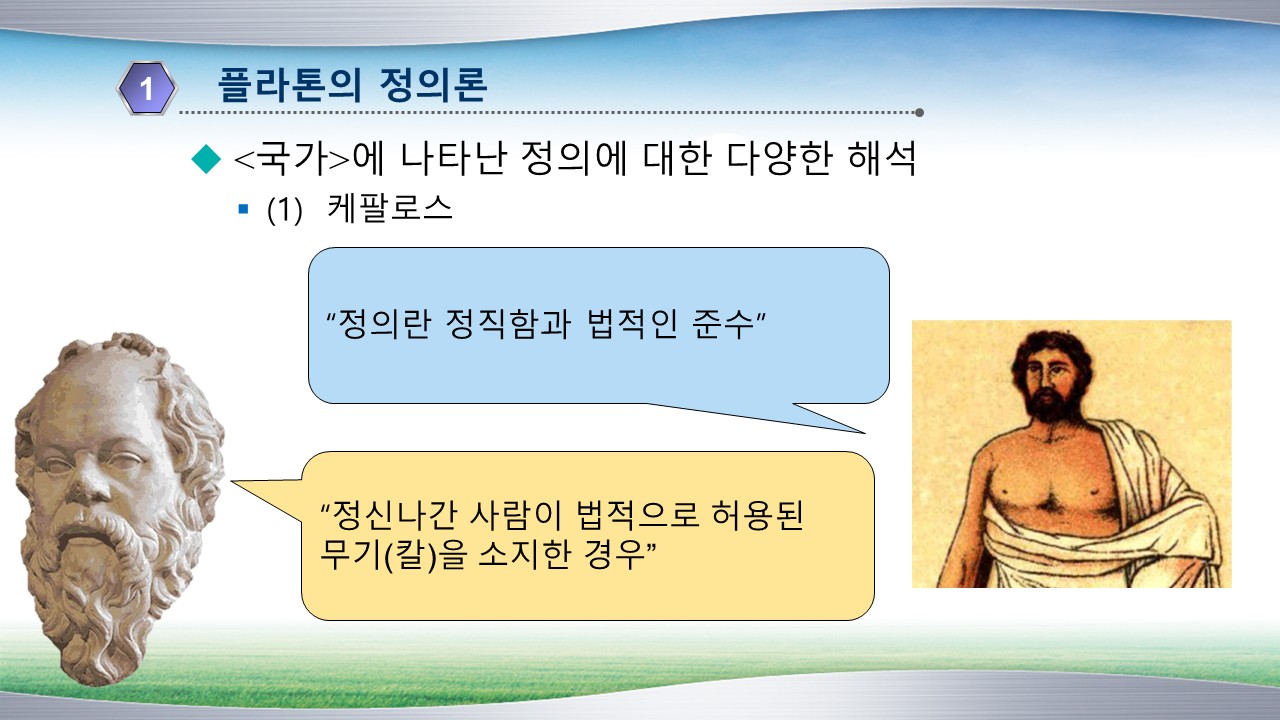 1 플라톤의 정의론
<국가>에 나타난 정의에 대한 다양한 해석
(1) 케팔로스
“정의란 정직함과 법적인 준수”
“정신나간 사람이 법적으로 허용된
무기(칼)을 소지한 경우”